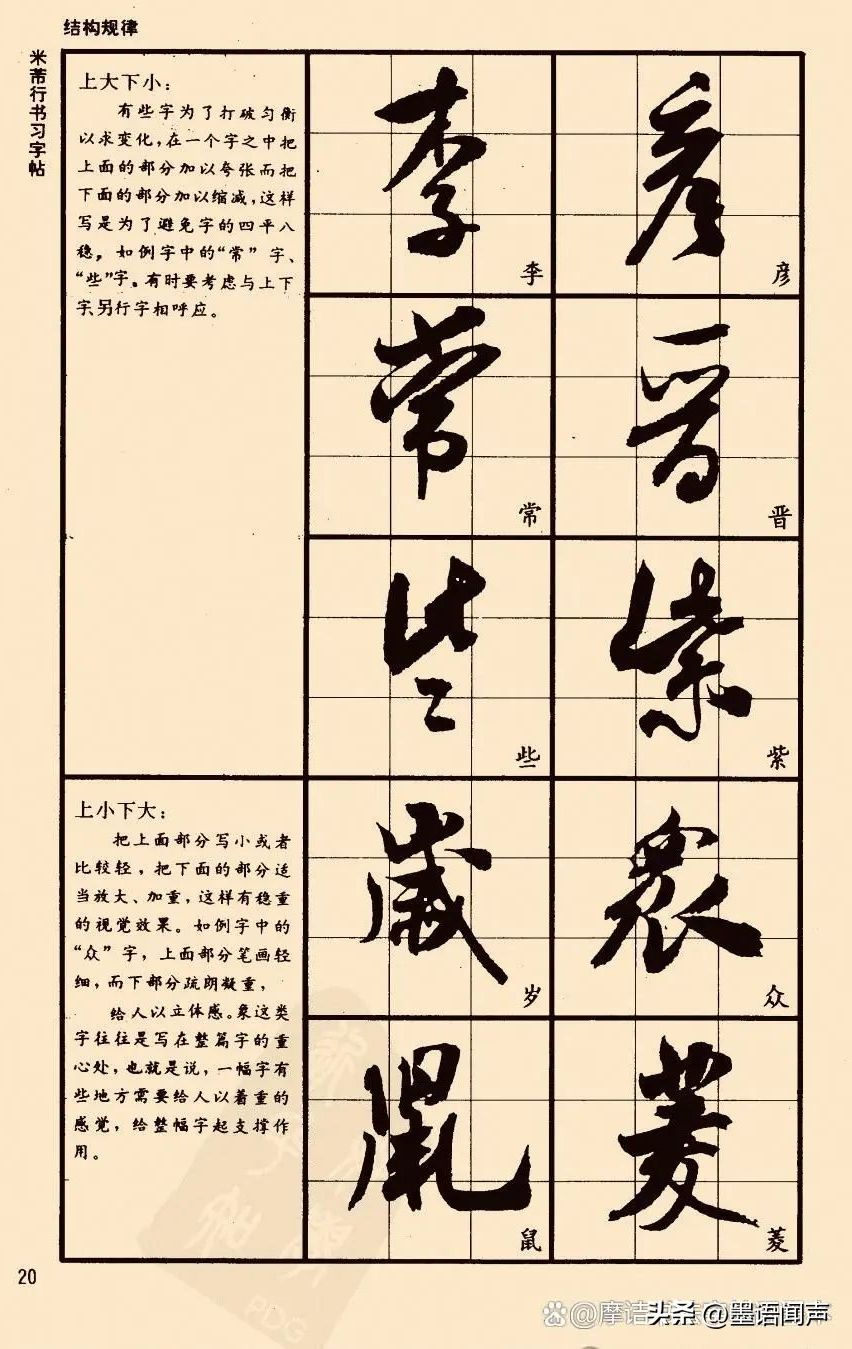 结构规律
米芾行书习字帖
上大下小：
有些字为了打破匀衡
以求变化，在一个字之中把
上面的部分加以夸张而把
下面的部分加以缩减，这样
写是为了避免字的四平八
稳，如例字中的“常”字、
“些”字。有时要考虑与上下
字、另行字相呼应。
李
彦
常
晋
些
紫
上小下大：
把上面部分写小或者
比较轻，把下面的部分适
当放大、加重，这样有稳重
的视觉效果。如例字中的
“众”字，上面部分笔画轻
细，而下部分疏朗凝重，
给人以立体感。象这类
字往往是写在整篇字的重
心处，也就是说，一幅字有
些地方需要给人以着重的
感觉，给整幅字起支撑作
用。
岁
众
鼠
菱
20
PDG
头条 @墨语闻声